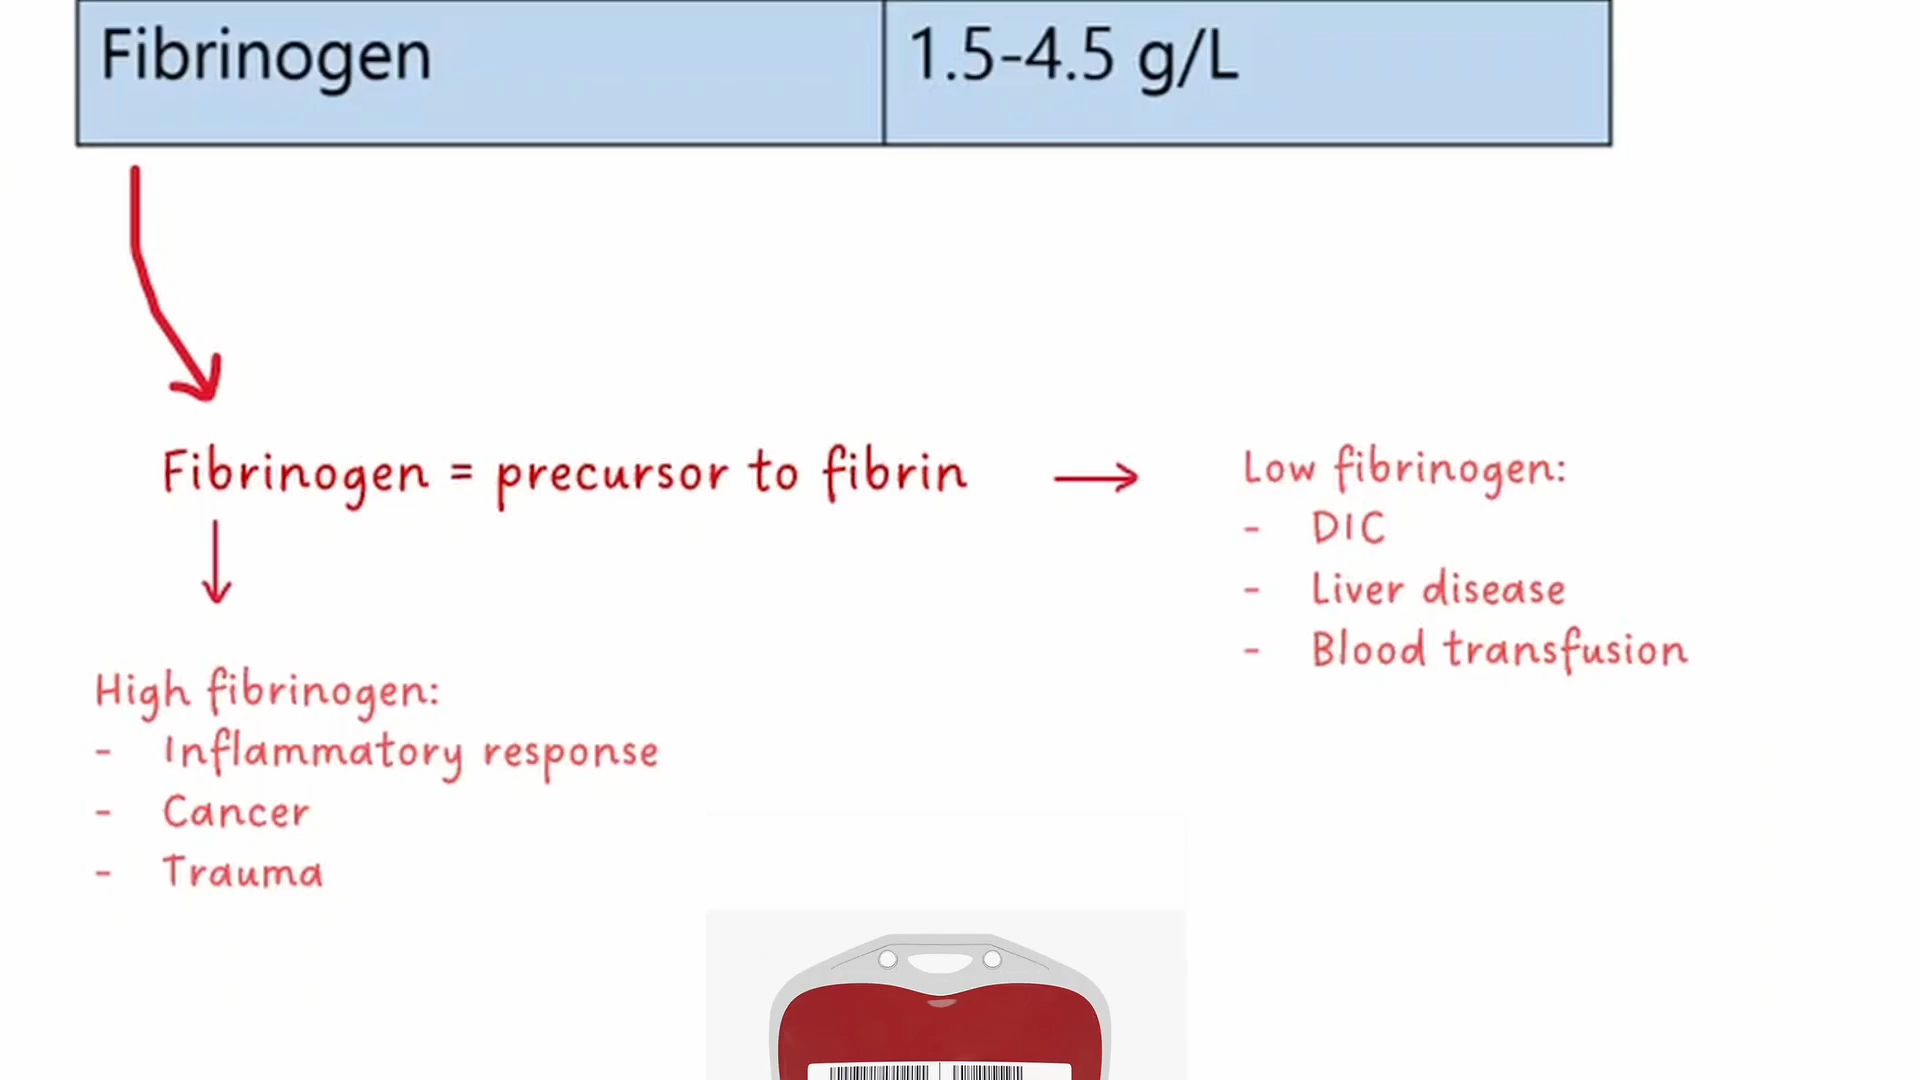 Fibrinogen 1.5-4.5 g/L
Fibrinogen = precursor to fibrin
Low fibrinogen:
- DIC
- Liver disease
- Blood transfusion
High fibrinogen:
- Inflammatory response
- Cancer
- Trauma